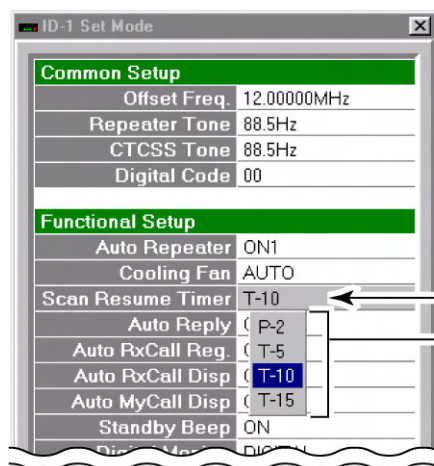 ID-1 Set Mode
Common Setup
Offset Freq. 12.00000MHz
Repeater Tone 88.5Hz
CTCSS Tone 88.5Hz
Digital Code 00
Functional Setup
Auto Repeater ON1
Cooling Fan AUTO
Scan Resume Timer T-10
Auto Reply P-2
Auto RxCall Reg. T-5
Auto RxCall Disp T-10
Auto MyCall Disp T-15
Standby Beep ON